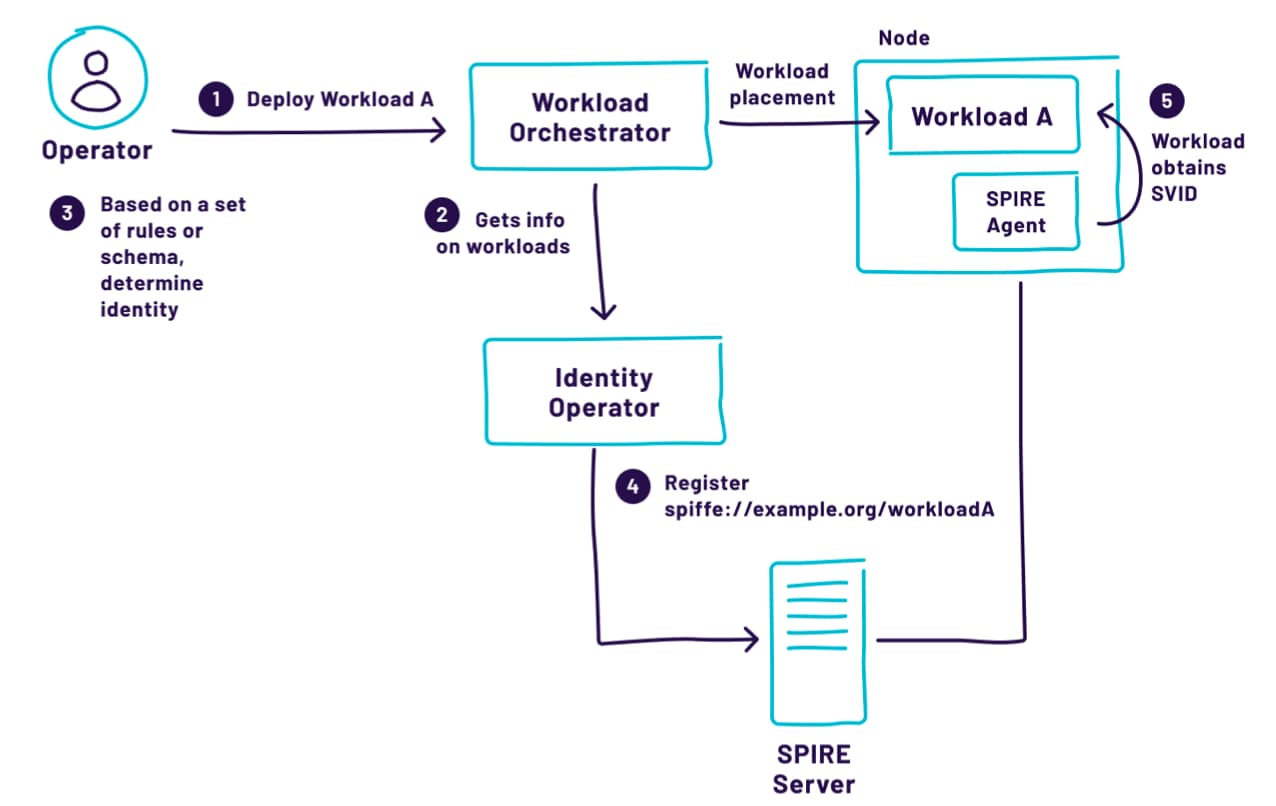 Node
1 Deploy Workload A
Operator
Workload
Orchestrator
Workload
placement
Workload A
SPIRE
Agent
5
Workload
obtains
SVID
3 Based on a set
of rules or
schema,
determine
identity
2 Gets info
on workloads
Identity
Operator
4 Register
spiffe://example.org/workloadA
SPIRE
Server